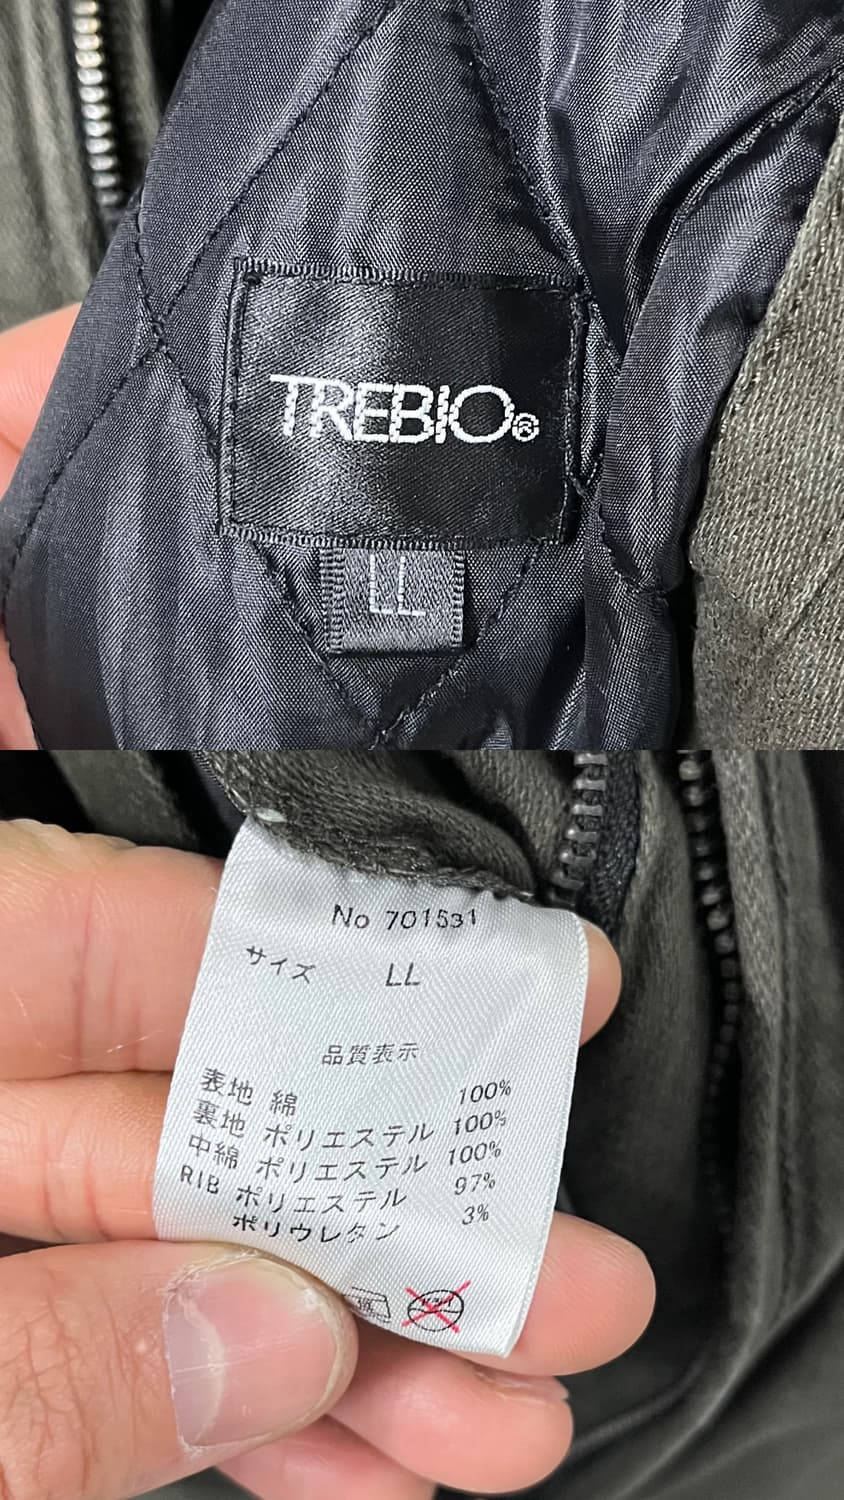 TREBIO®
LL
No 701531
サイズ LL
品質表示
表地 綿 100%
裏地 ポリエステル 100%
中綿 ポリエステル 100%
RIB ポリエステル 97%
ポリウレタン 3%